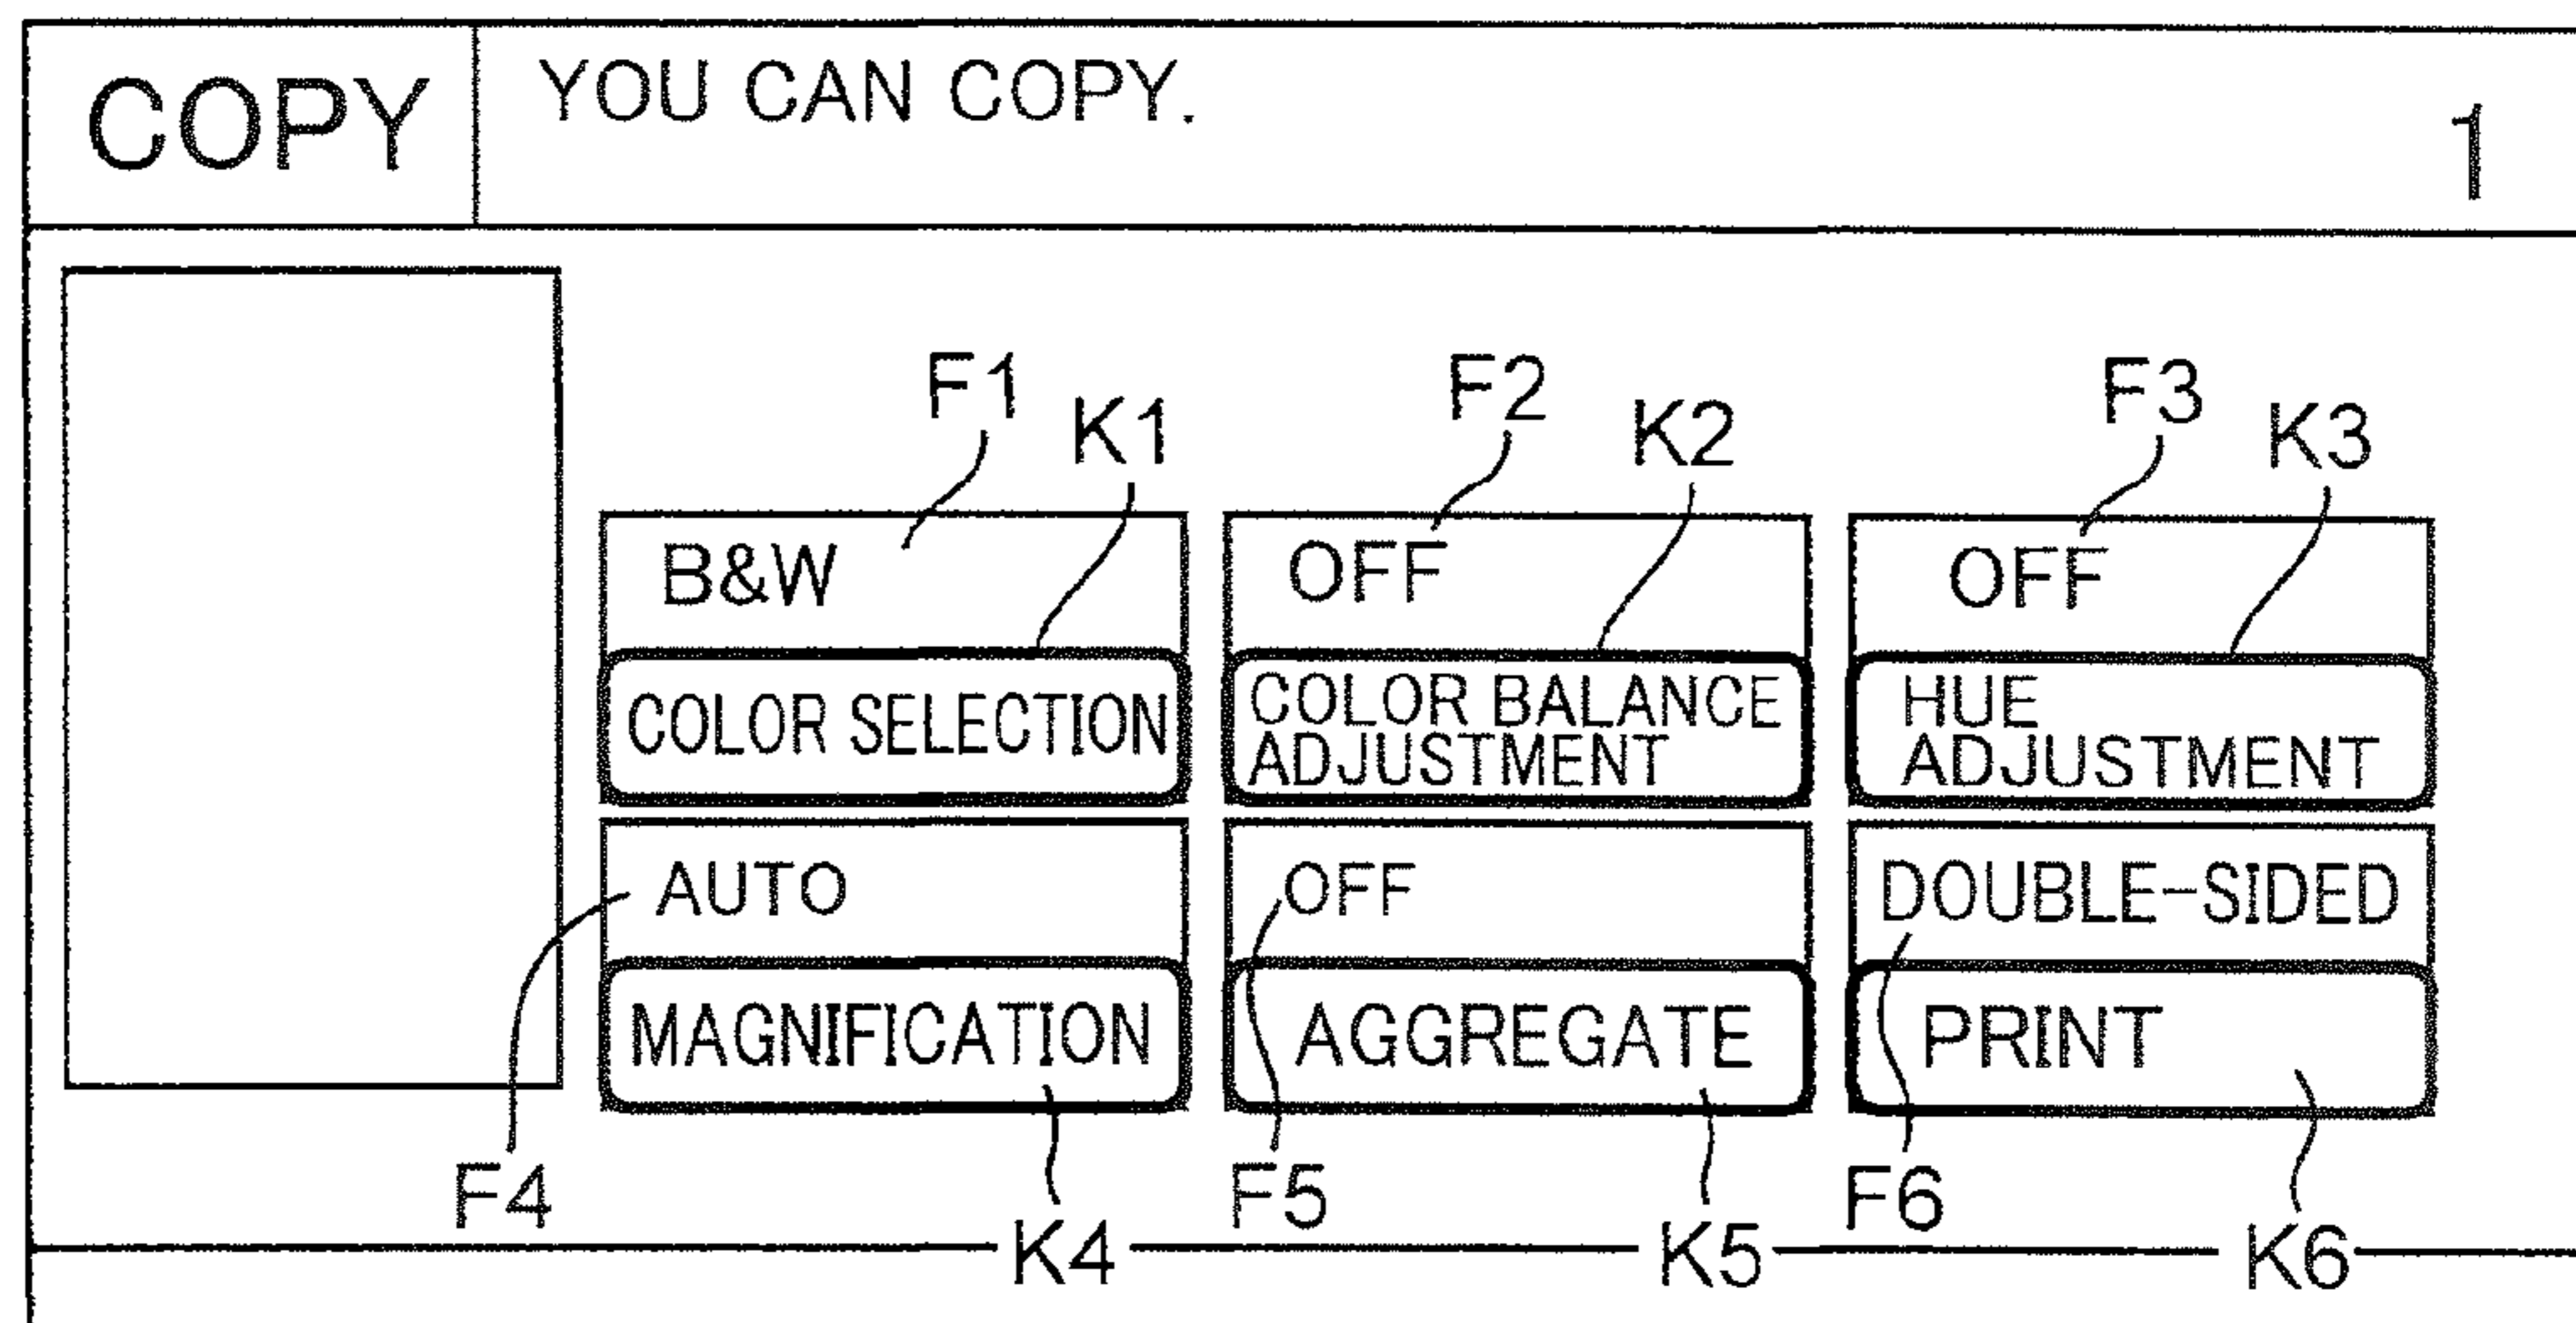 COPY
YOU CAN COPY.
1
F1
K1
F2
K2
F3
K3
B&W
OFF
OFF
COLOR SELECTION
COLOR BALANCE
ADJUSTMENT
HUE
ADJUSTMENT
AUTO
OFF
DOUBLE-SIDED
MAGNIFICATION
AGGREGATE
PRINT
F4
K4
F5
K5
F6
K6